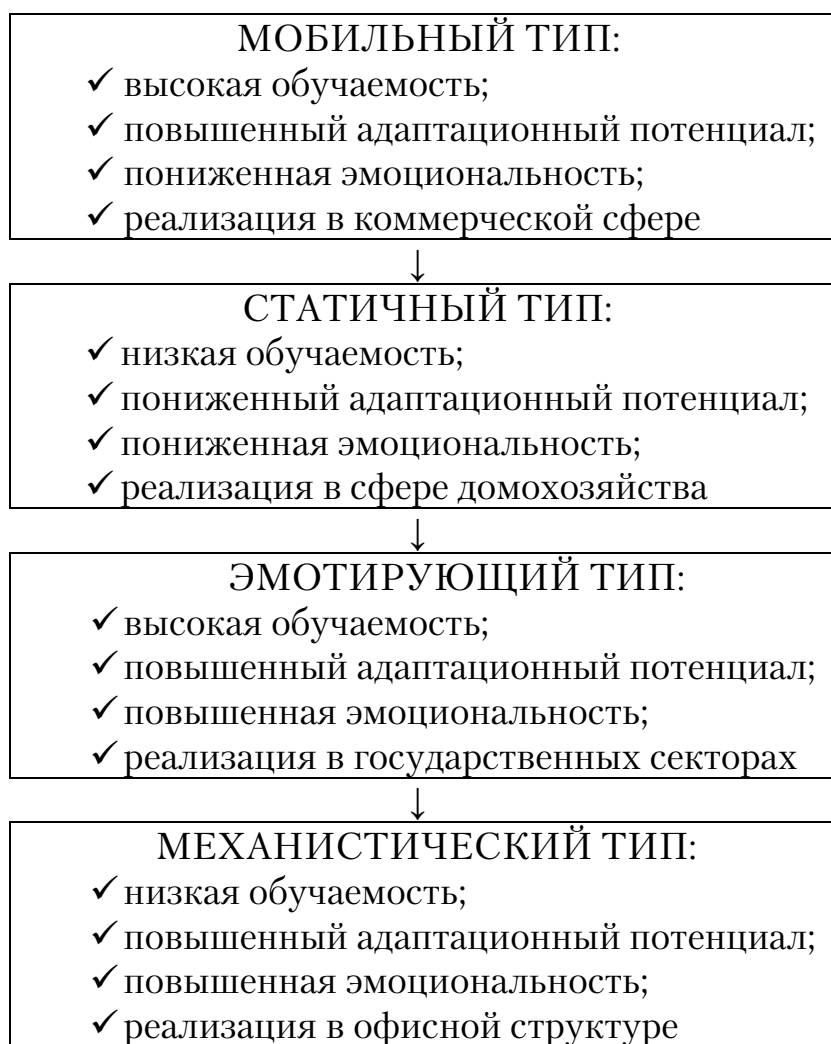 МОБИЛЬНЫЙ ТИП:
✓ высокая обучаемость;
✓ повышенный адаптационный потенциал;
✓ пониженная эмоциональность;
✓ реализация в коммерческой сфере
↓
СТАТИЧНЫЙ ТИП:
✓ низкая обучаемость;
✓ пониженный адаптационный потенциал;
✓ пониженная эмоциональность;
✓ реализация в сфере домохозяйства
↓
ЭМОТИРУЮЩИЙ ТИП:
✓ высокая обучаемость;
✓ повышенный адаптационный потенциал;
✓ повышенная эмоциональность;
✓ реализация в государственных секторах
↓
МЕХАНИСТИЧЕСКИЙ ТИП:
✓ низкая обучаемость;
✓ повышенный адаптационный потенциал;
✓ повышенная эмоциональность;
✓ реализация в офисной структуре